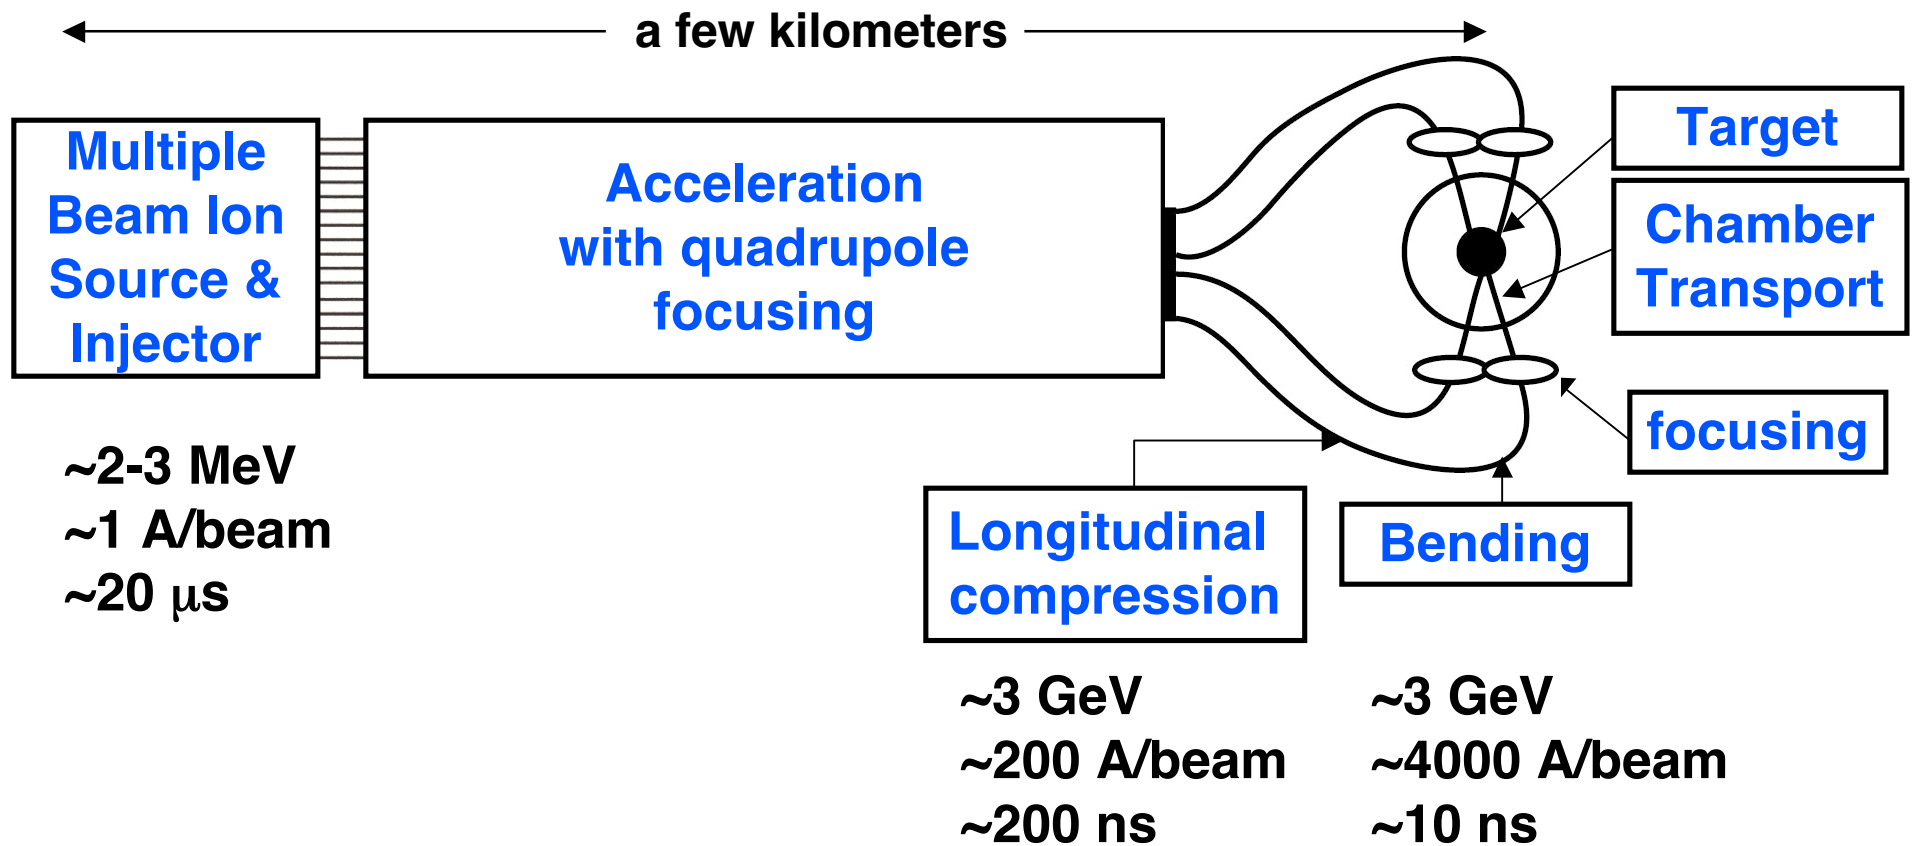 a few kilometers
Multiple
Beam Ion
Source &
Injector
Acceleration
with quadrupole
focusing
Target
Chamber
Transport
focusing
~2-3 MeV
~1 A/beam
~20 μs
Longitudinal
compression
Bending
~3 GeV
~200 A/beam
~200 ns
~3 GeV
~4000 A/beam
~10 ns